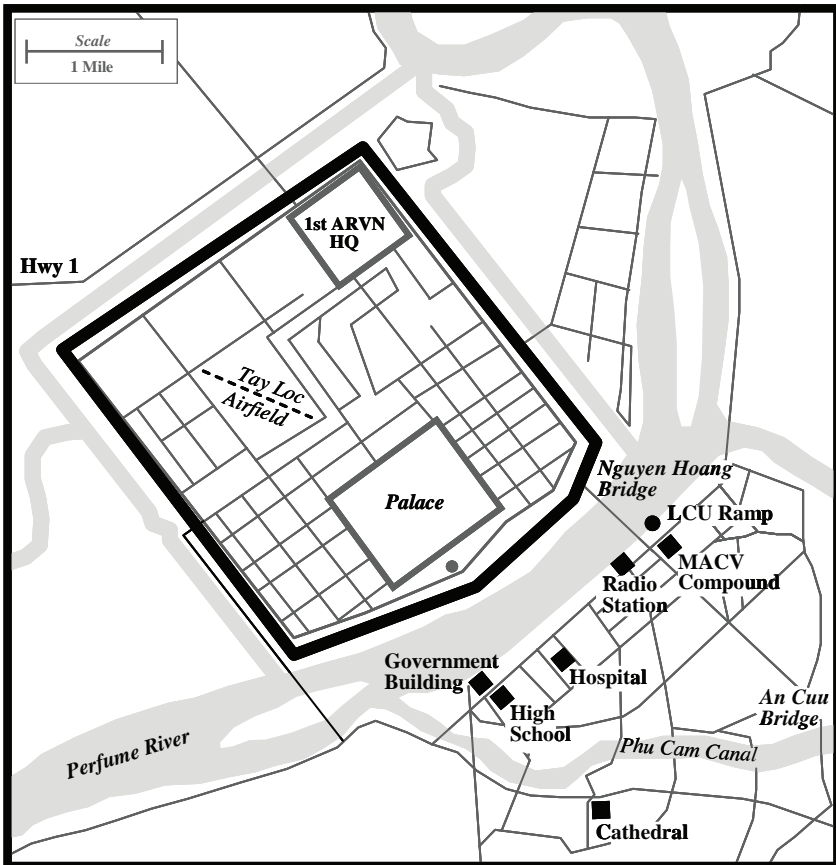 Scale
1 Mile
1st ARVN
HQ
Hwy 1
Tay Loc
Airfield
Palace
Nguyen Hoang
Bridge
LCU Ramp
MACV
Compound
Radio
Station
Government
Building
Hospital
High
School
An Cuu
Bridge
Perfume River
Phu Cam Canal
Cathedral